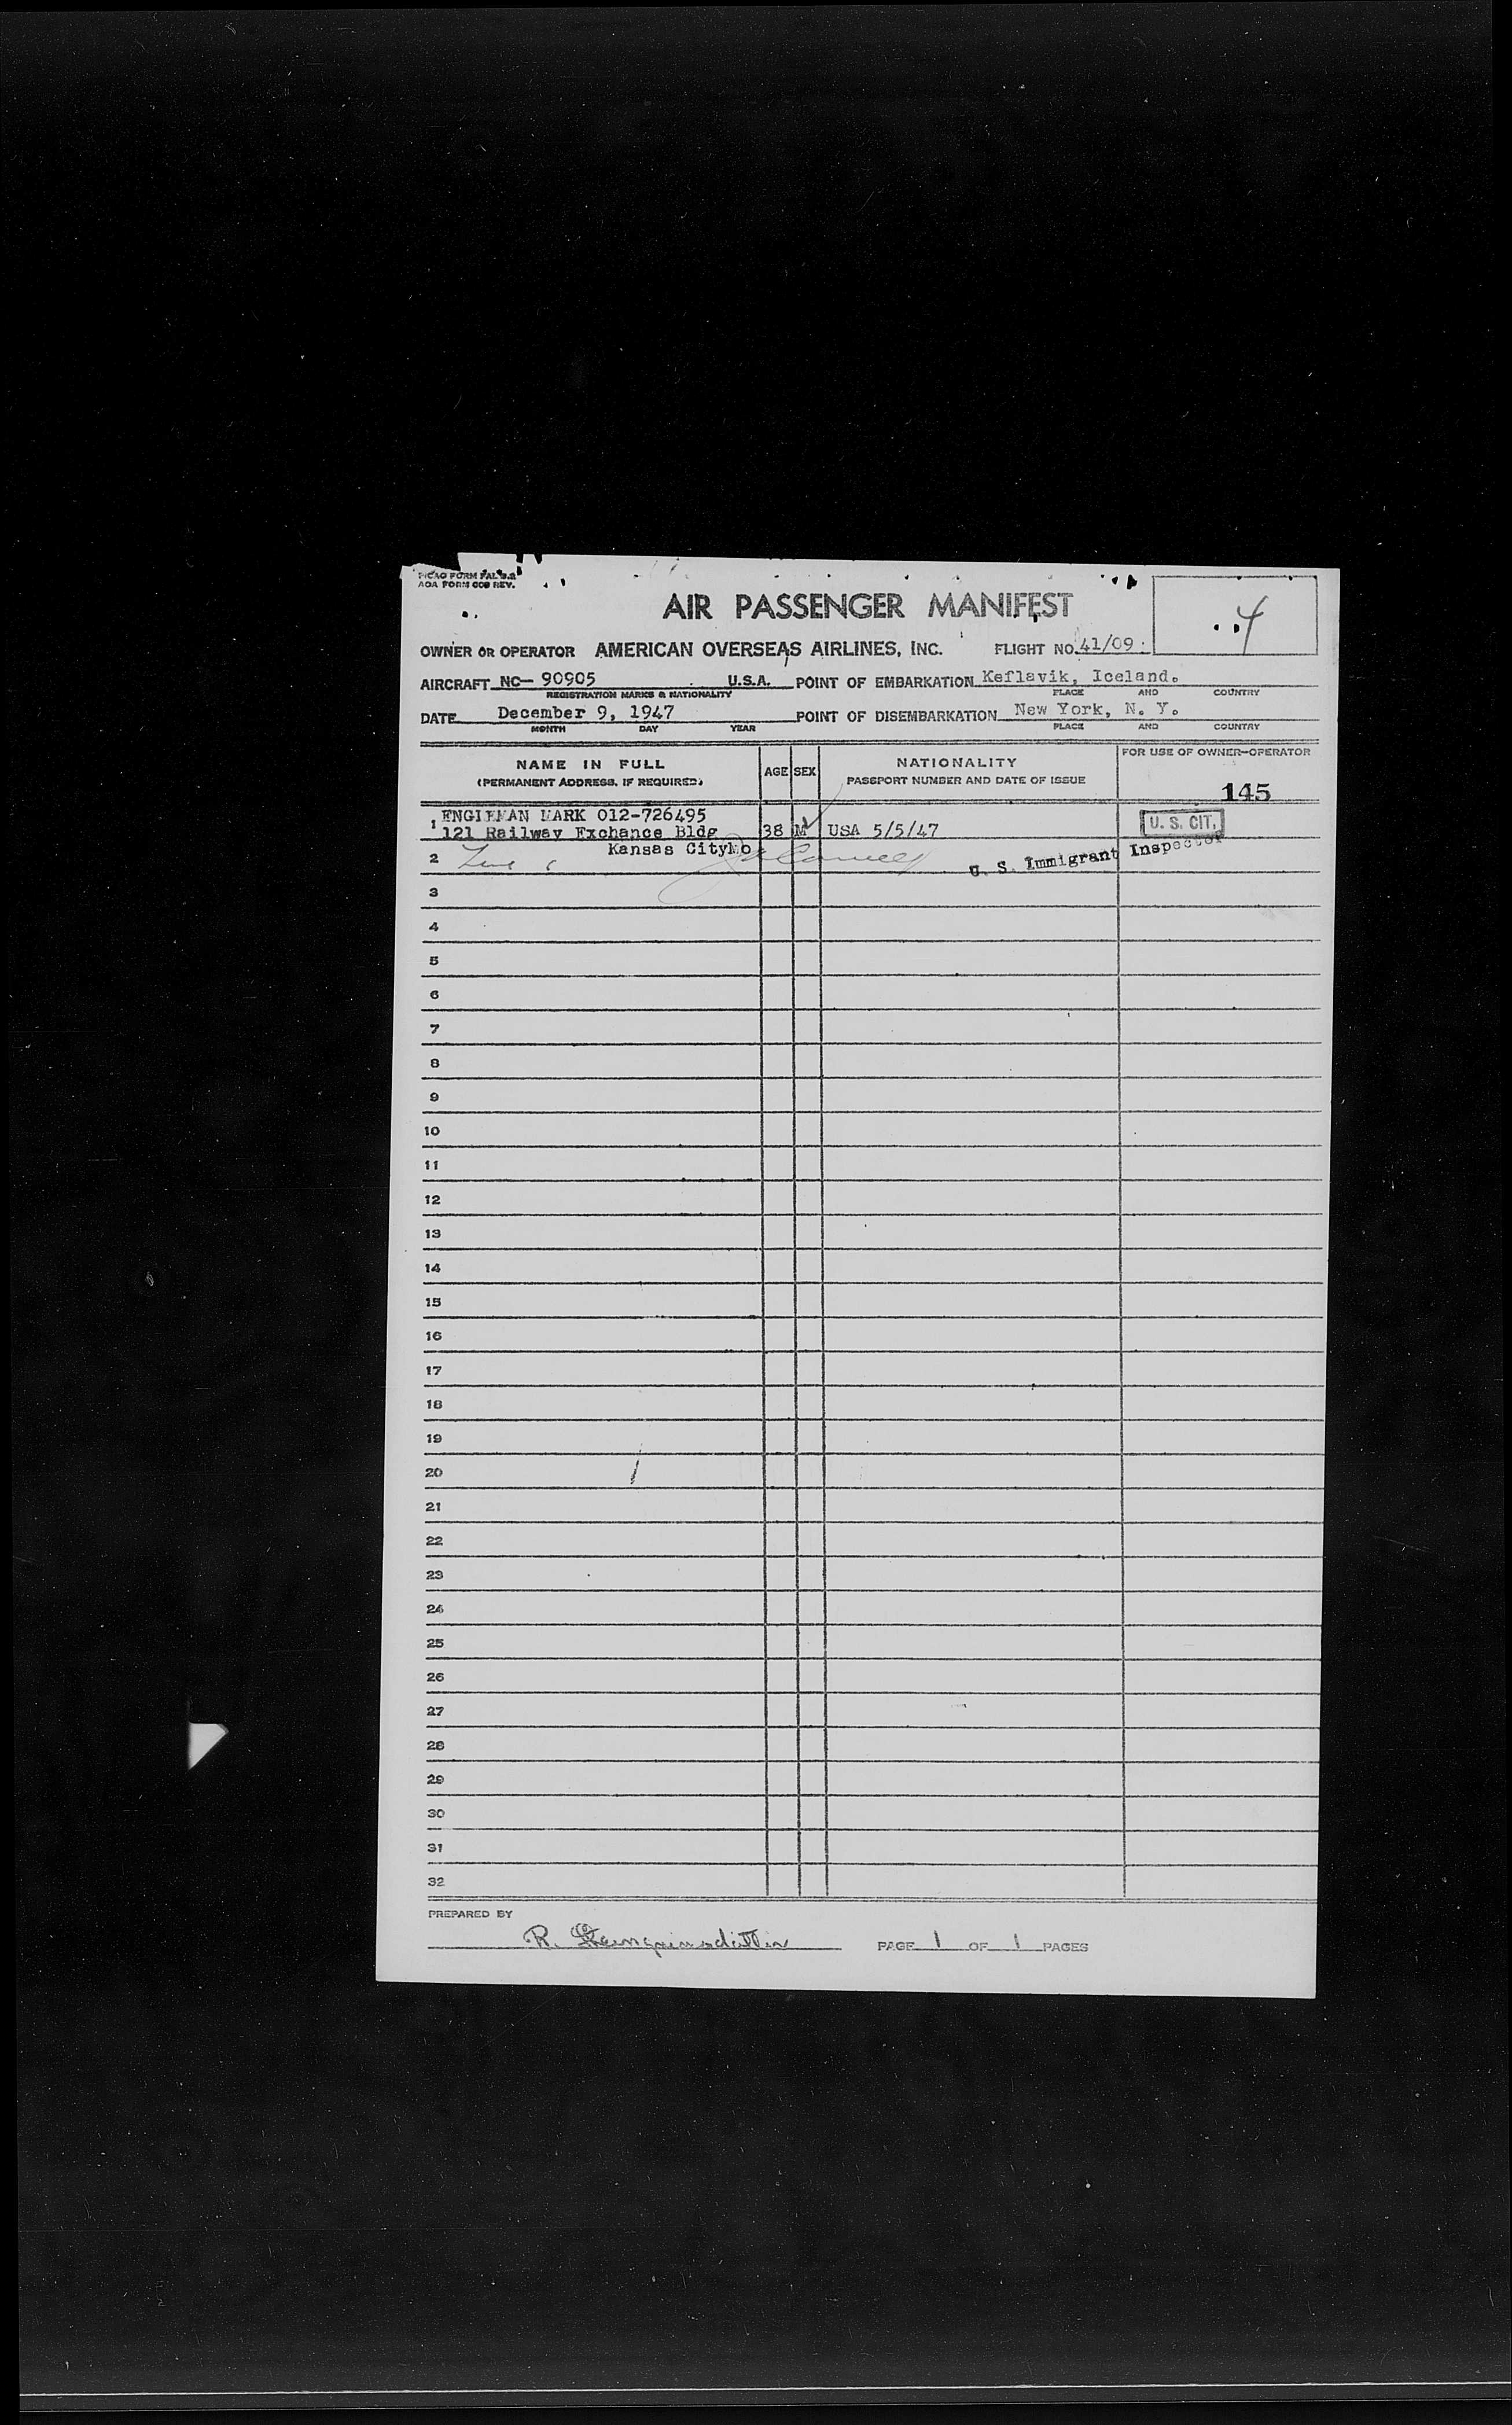 PICAO FORM FAL 3.2
AOA FORM 008 REV.
AIR PASSENGER MANIFEST
4
OWNER OR OPERATOR AMERICAN OVERSEAS AIRLINES, INC. FLIGHT NO. 41/09
AIRCRAFT NC- 90905 U.S.A. POINT OF EMBARKATION Keflavik, Iceland.
REGISTRATION MARKS & NATIONALITY PLACE AND COUNTRY
DATE December 9, 1947 POINT OF DISEMBARKATION New York, N. Y.
MONTH DAY YEAR PLACE AND COUNTRY
NAME IN FULL AGE SEX NATIONALITY FOR USE OF OWNER-OPERATOR
(PERMANENT ADDRESS, IF REQUIRED) PASSPORT NUMBER AND DATE OF ISSUE
145
ENGLEMAN MARK 012-726495
1 121 Railway Exchance Bldg 38 M USA 5/5/47 U. S. CIT.
2 Kansas CityMo U. S. Immigrant Inspector
3
4
5
6
7
8
9
10
11
12
13
14
15
16
17
18
19
20
21
22
23
24
25
26
27
28
29
30
31
32
PREPARED BY
R. PAGE 1 OF 1 PAGES